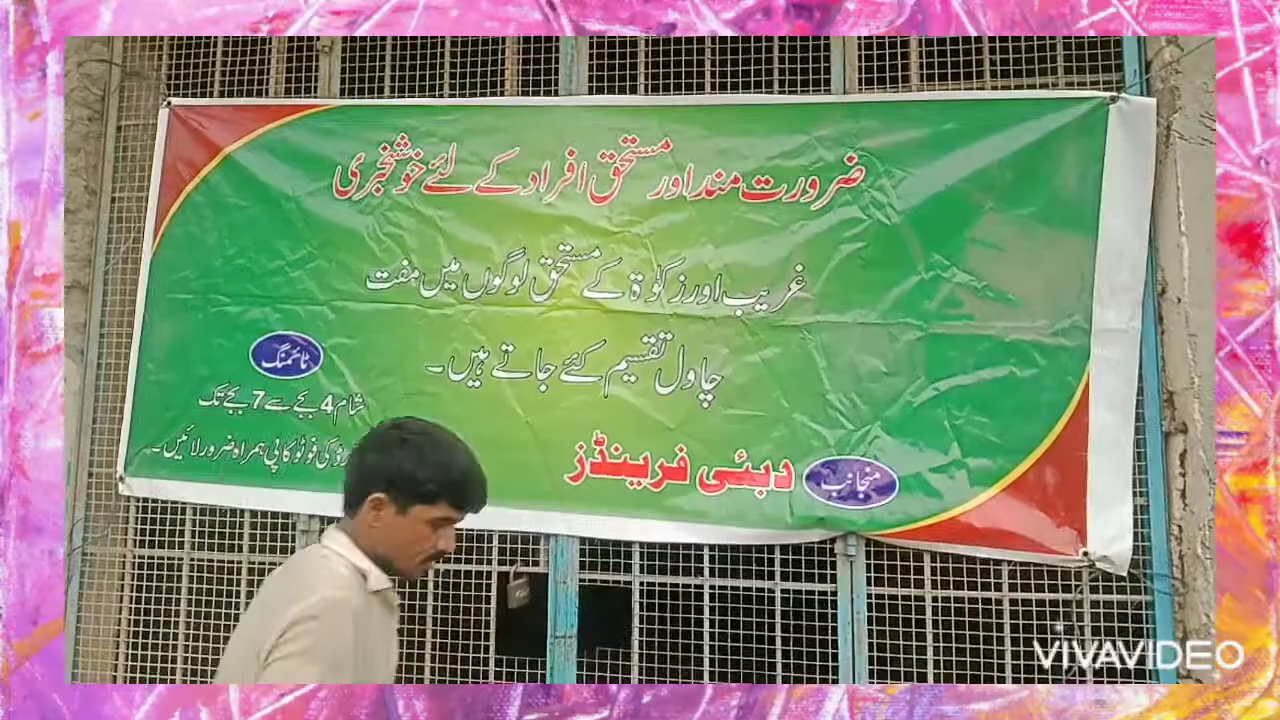 ضرورت مند اور مستحق افراد کے لئے خوشخبری
غریب اور زکوٰۃ کے مستحق لوگوں میں مفت
چاول تقسیم کئے جاتے ہیں۔
ٹائمنگ
شام 4 بجے سے 7 بجے تک
کی فوٹو کاپی ہمراہ ضرور لائیں۔
منجانب
دبئی فرینڈز
VIVAVIDEO